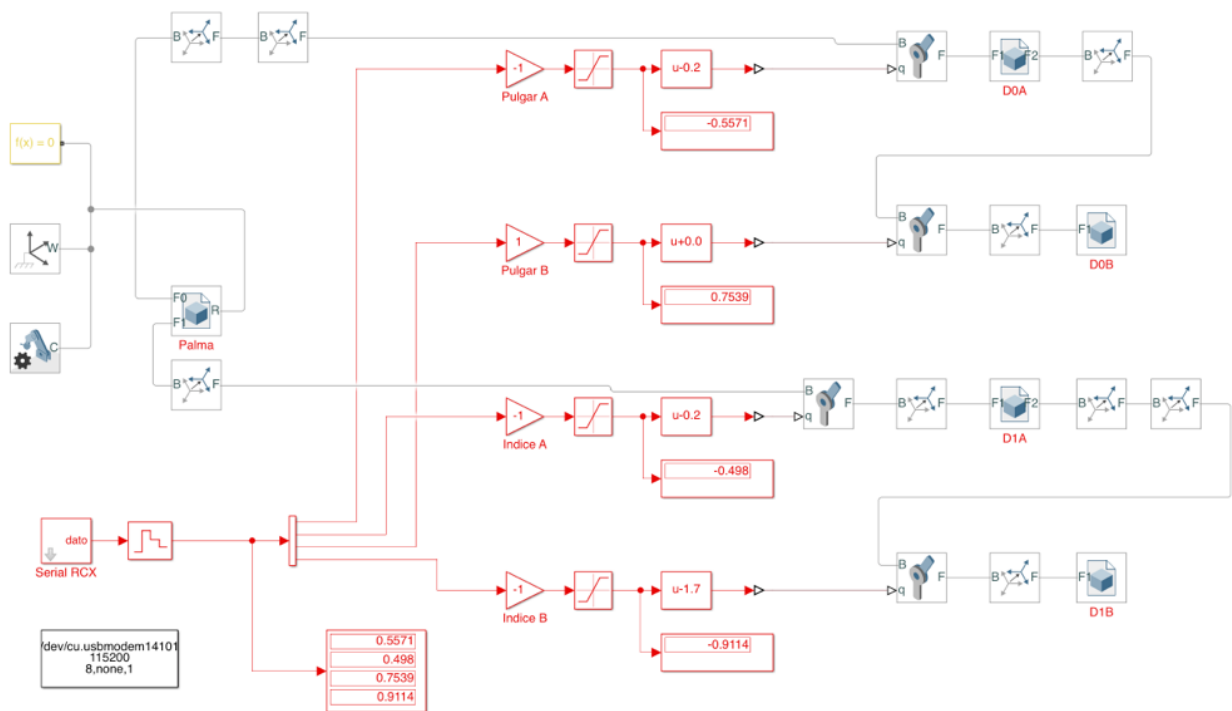 B F
B F
-1
Pulgar A
u-0.2
-0.5571
B
q
F
F1 F2
D0A
B F
f(x) = 0
W
C
F0
F1
R
Palma
B F
1
Pulgar B
u+0.0
0.7539
B
q
F
B F
F1
D0B
-1
Indice A
u-0.2
-0.498
B
q
F
B F
F1 F2
D1A
B F
B F
dato
Serial RCX
-1
Indice B
u-1.7
-0.9114
B
q
F
B F
F1
D1B
/dev/cu.usbmodem14101
115200
8,none,1
0.5571
0.498
0.7539
0.9114